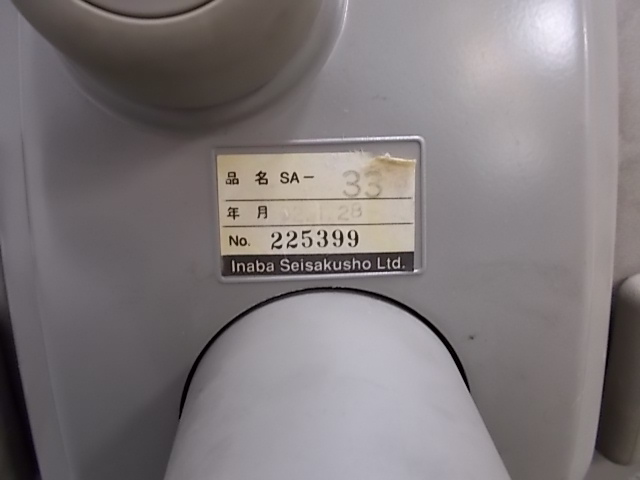 品名 SA- 33
年月
No. 225399
Inaba Seisakusho Ltd.